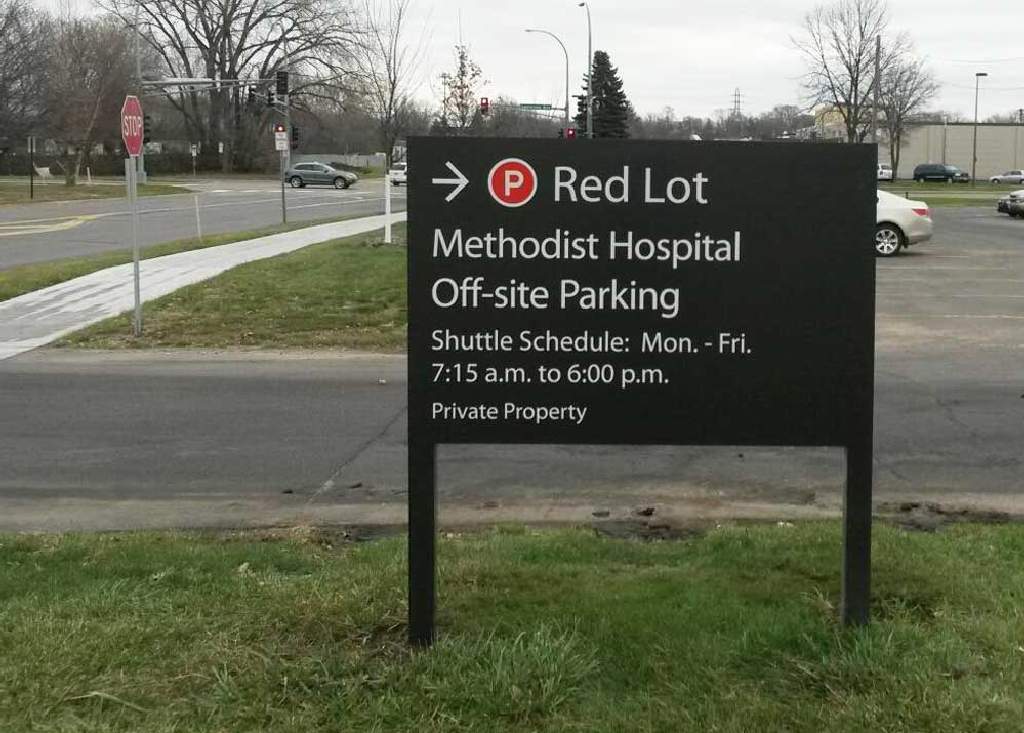 STOP
→ P Red Lot
Methodist Hospital
Off-site Parking
Shuttle Schedule: Mon. - Fri.
7:15 a.m. to 6:00 p.m.
Private Property